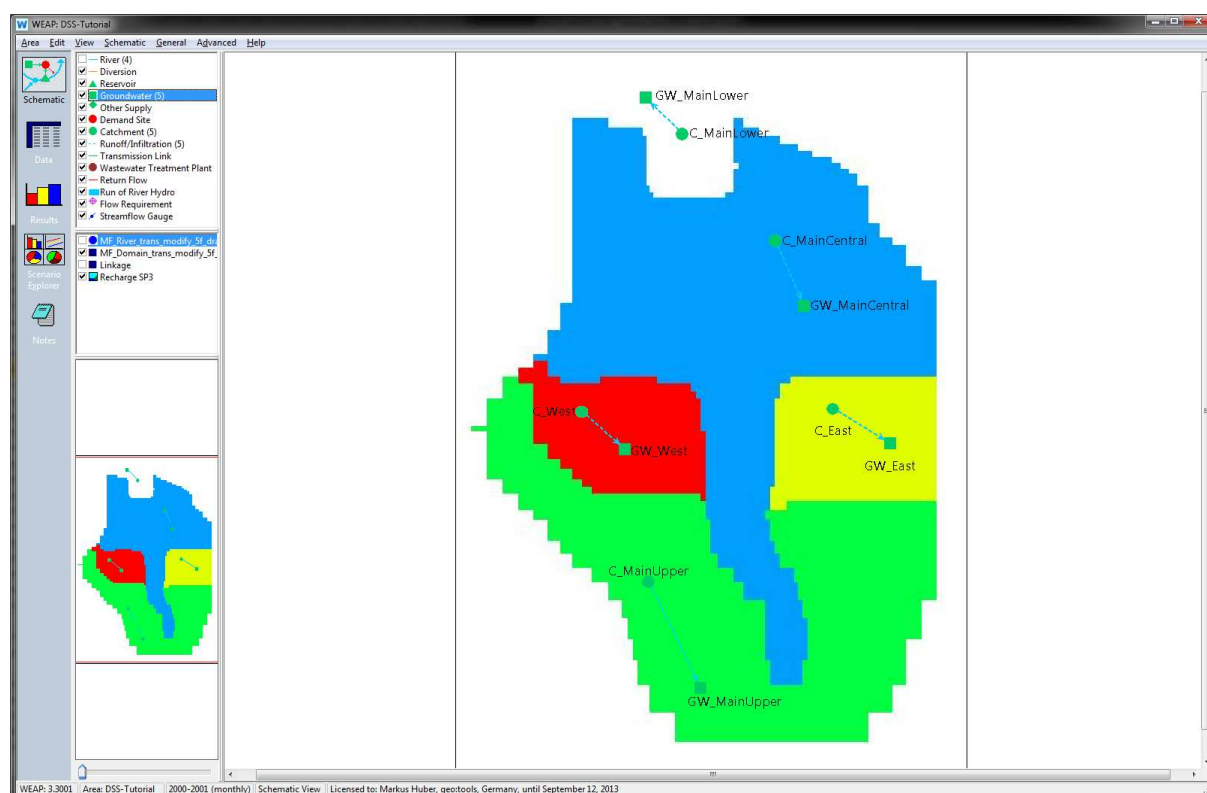 WEAP: DSS-Tutorial
Area Edit View Schematic General Advanced Help
Schematic
Data
Results
Scenario
Explorer
Notes
River (4)
Diversion
Reservoir
Groundwater (5)
Other Supply
Demand Site
Catchment (5)
Runoff/Infiltration (5)
Transmission Link
Wastewater Treatment Plant
Return Flow
Run of River Hydro
Flow Requirement
Streamflow Gauge
MF_River_trans_modify_5f_dra
MF_Domain_trans_modify_5f_
Linkage
Recharge SP3
GW_MainLower
C_MainLower
C_MainCentral
GW_MainCentral
C_West
GW_West
C_East
GW_East
C_MainUpper
GW_MainUpper
WEAP: 3.3001 Area: DSS-Tutorial 2000-2001 (monthly) Schematic View Licensed to: Markus Huber, geo:tools, Germany, until September 12, 2013